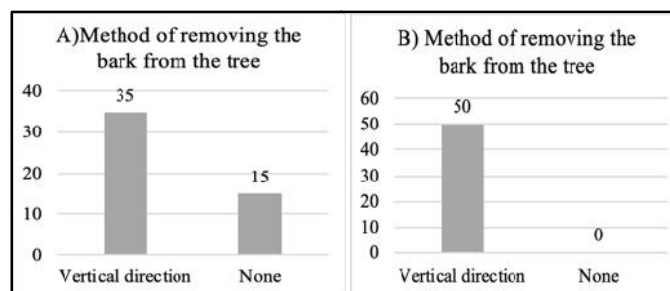 A)Method of removing the
bark from the tree
40
35
30
20
15
10
0
Vertical direction None
B) Method of removing the
bark from the tree
60
50
50
40
30
20
10
0
0
Vertical direction None